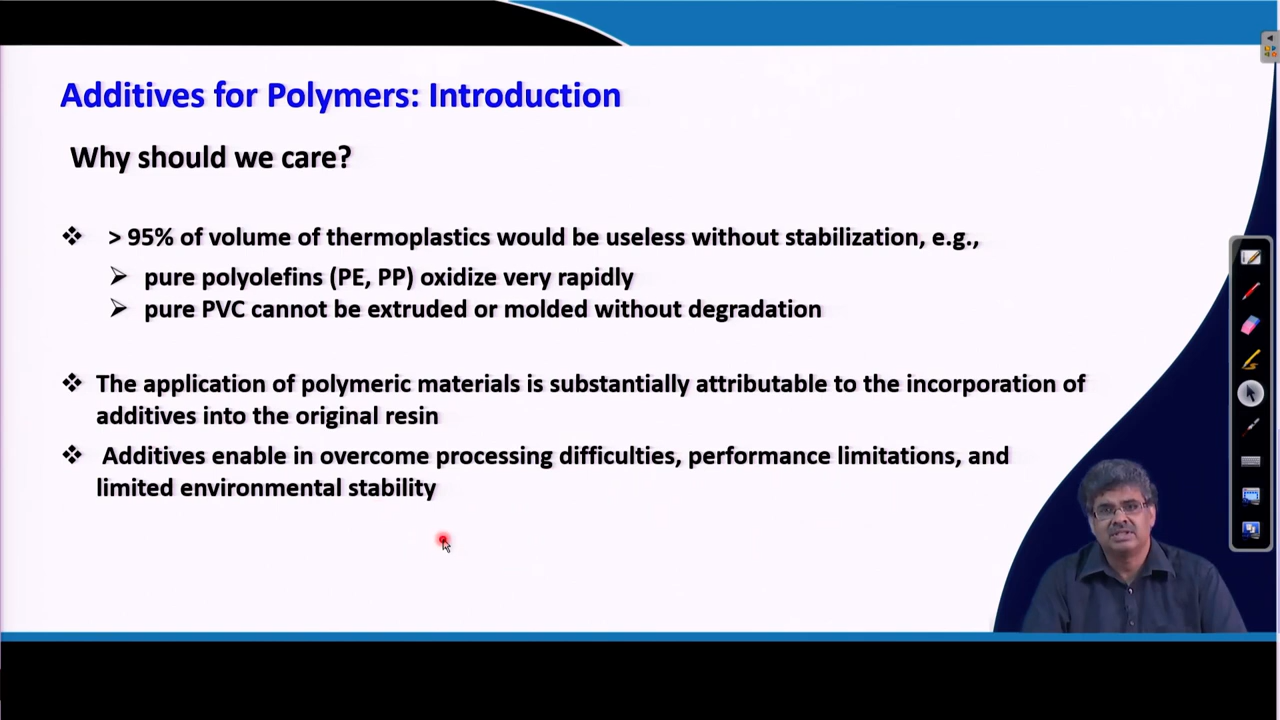 Additives for Polymers: Introduction
Why should we care?
❖ > 95% of volume of thermoplastics would be useless without stabilization, e.g.,
➢ pure polyolefins (PE, PP) oxidize very rapidly
➢ pure PVC cannot be extruded or molded without degradation
❖ The application of polymeric materials is substantially attributable to the incorporation of
additives into the original resin
❖ Additives enable in overcome processing difficulties, performance limitations, and
limited environmental stability